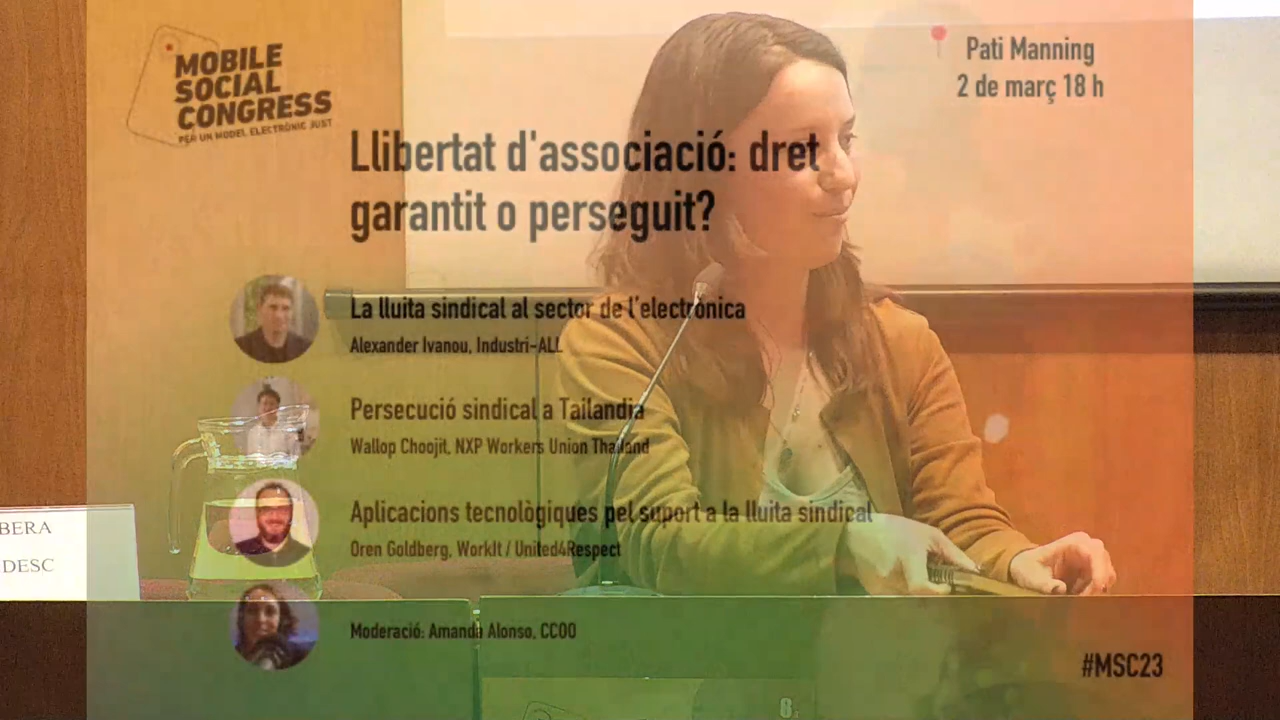 MOBILE
SOCIAL
CONGRESS
PER UN MODEL ELECTRÒNIC JUST
Pati Manning
2 de març 18 h
Llibertat d'associació: dret
garantit o perseguit?
La lluita sindical al sector de l'electrònica
Alexander Ivanou, Industri-ALL
Persecució sindical a Tailandia
Wallop Choojit, NXP Workers Union Thailand
Aplicacions tecnològiques pel suport a la lluita sindical
Oren Goldberg, WorkIt / United4Respect
BERA
DESC
Moderació: Amanda Alonso, CCOO
#MSC23